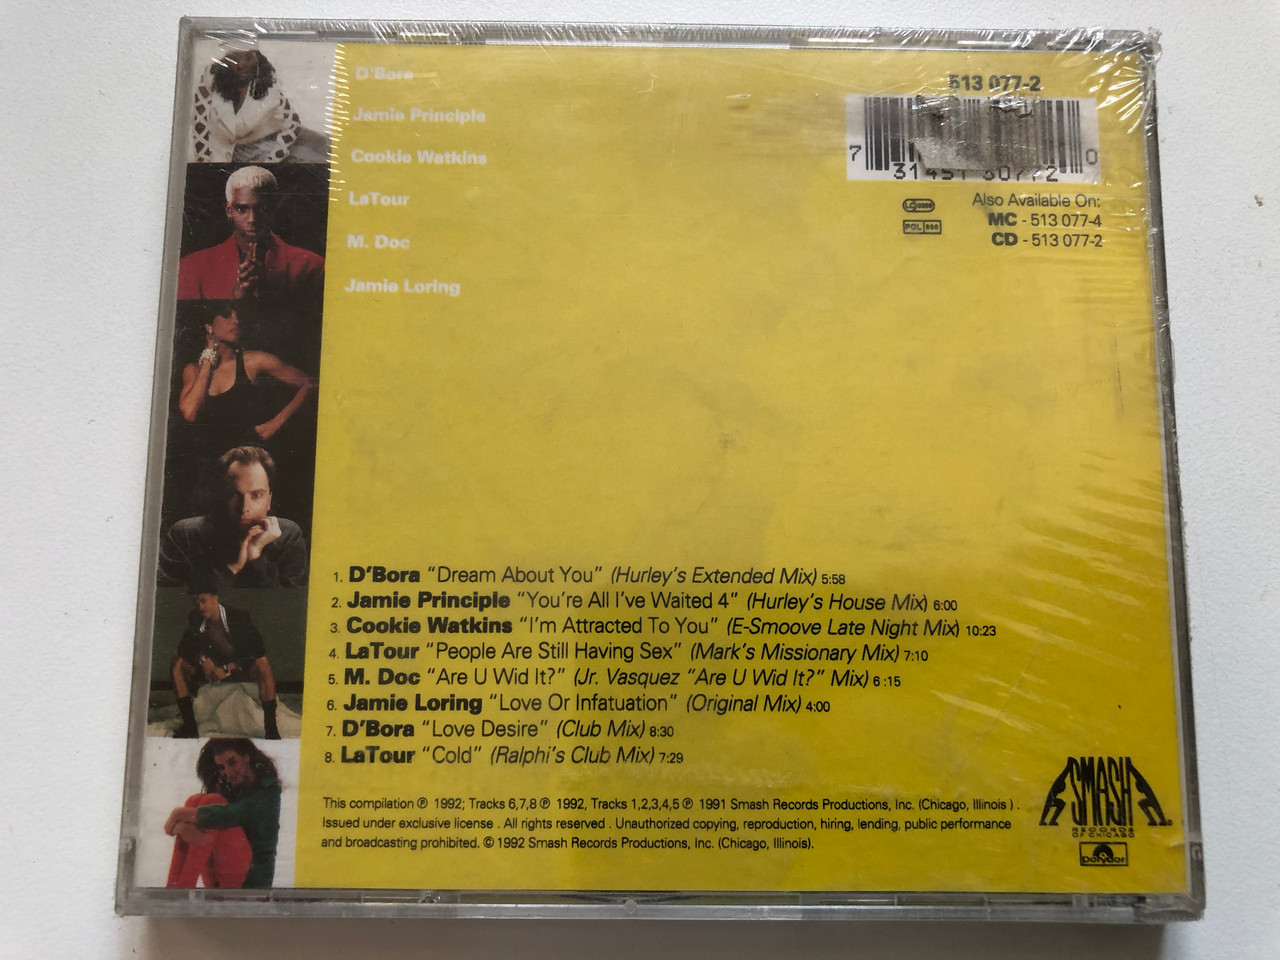 D'Bora
Jamie Principle
Cookie Watkins
LaTour
M. Doc
Jamie Loring
513 077-2
7 31451 30772 0
LC
POL
Also Available On:
MC - 513 077-4
CD - 513 077-2
1. D'Bora "Dream About You" (Hurley's Extended Mix) 5:58
2. Jamie Principle "You're All I've Waited 4" (Hurley's House Mix) 6:00
3. Cookie Watkins "I'm Attracted To You" (E-Smoove Late Night Mix) 10:23
4. LaTour "People Are Still Having Sex" (Mark's Missionary Mix) 7:10
5. M. Doc "Are U Wid It?" (Jr. Vasquez "Are U Wid It?" Mix) 6 :15
6. Jamie Loring "Love Or Infatuation" (Original Mix) 4:00
7. D'Bora "Love Desire" (Club Mix) 8:30
8. LaTour "Cold" (Ralphi's Club Mix) 7:29
This compilation ℗ 1992; Tracks 6,7,8 ℗ 1992, Tracks 1,2,3,4,5 ℗ 1991 Smash Records Productions, Inc. (Chicago, Illinois ) .
Issued under exclusive license . All rights reserved . Unauthorized copying, reproduction, hiring, lending, public performance
and broadcasting prohibited. © 1992 Smash Records Productions, Inc. (Chicago, Illinois).
SMASH
RECORDS
OF CHICAGO
polydor